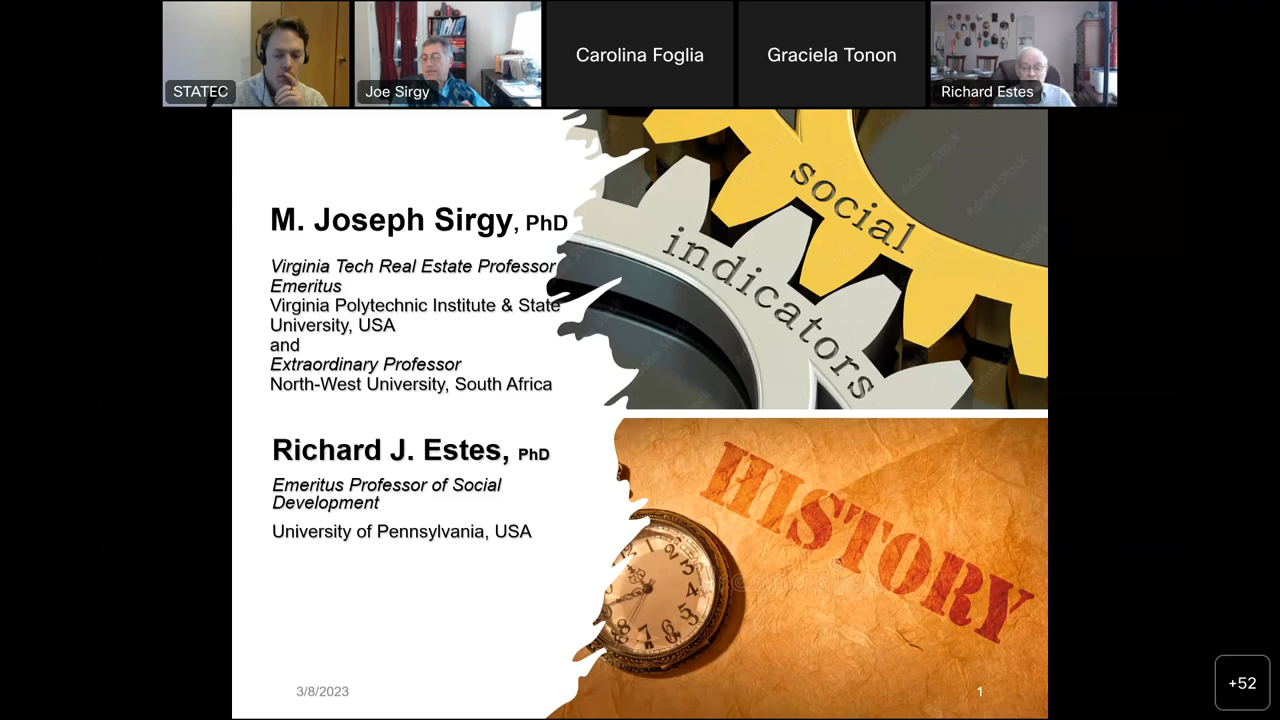 STATEC
Joe Sirgy
Carolina Foglia
Graciela Tonon
Richard Estes
M. Joseph Sirgy, PhD
Virginia Tech Real Estate Professor
Emeritus
Virginia Polytechnic Institute & State
University, USA
and
Extraordinary Professor
North-West University, South Africa
social
indicators
Richard J. Estes, PhD
Emeritus Professor of Social
Development
University of Pennsylvania, USA
HISTORY
3/8/2023
1
+52